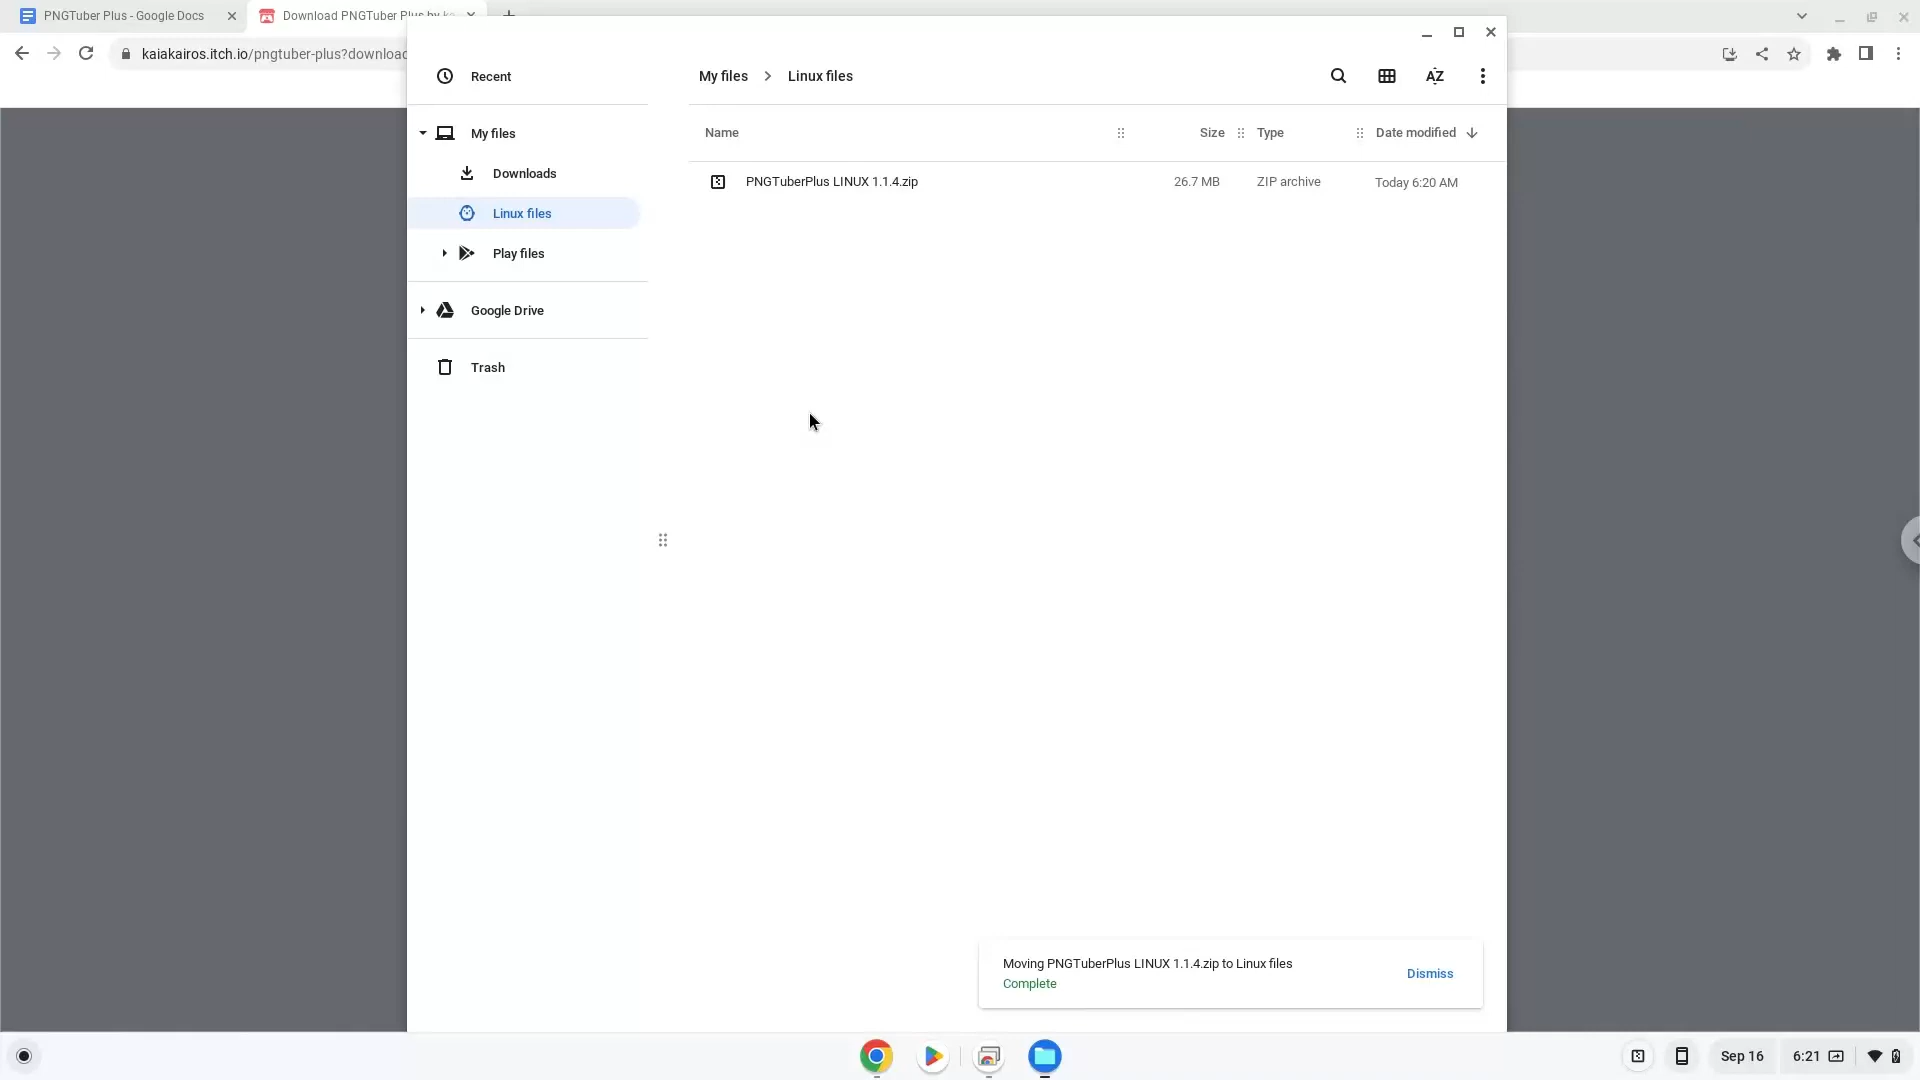 PNGTuber Plus - Google Docs
Download PNGTuber Plus by ka
kaiakairos.itch.io/pngtuber-plus?download
Recent
My files > Linux files
AZ
My files
Name
Size
Type
Date modified
Downloads
PNGTuberPlus LINUX 1.1.4.zip
26.7 MB
ZIP archive
Today 6:20 AM
Linux files
Play files
Google Drive
Trash
Moving PNGTuberPlus LINUX 1.1.4.zip to Linux files
Complete
Dismiss
Sep 16
6:21